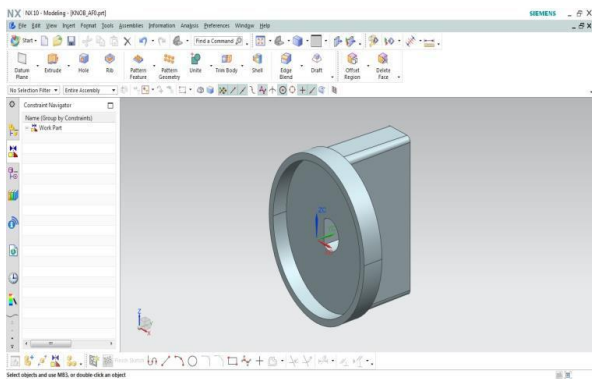 NX NX 10 - Modeling - [KNOB_AF0.prt] SIEMENS
File Edit View Insert Format Tools Assemblies Information Analysis Preferences Window Help
Start Find a Command
Datum Plane Extrude Hole Rib Pattern Feature Pattern Geometry Unite Trim Body Shell Edge Blend Draft Offset Region Delete Face
No Selection Filter Entire Assembly
Constraint Navigator
Name (Group by Constraints)
Work Part
Select objects and use MB3, or double-click an object